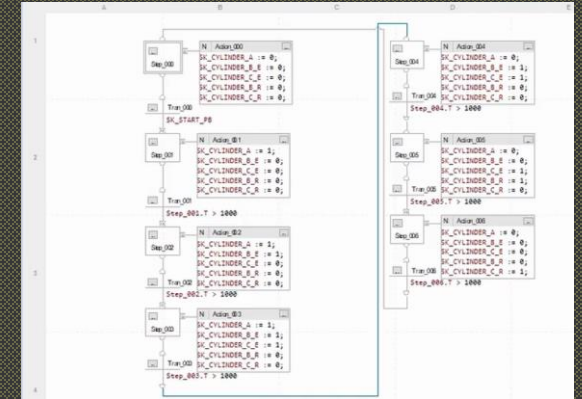 A
B
C
D
E
1
2
3
4
Step_000
N Action_000
SK_CYLINDER_A := 0;
SK_CYLINDER_B_E := 0;
SK_CYLINDER_C_E := 0;
SK_CYLINDER_B_R := 0;
SK_CYLINDER_C_R := 0;
Tran_000
SK_START_PB
Step_001
N Action_001
SK_CYLINDER_A := 1;
SK_CYLINDER_B_E := 0;
SK_CYLINDER_C_E := 0;
SK_CYLINDER_B_R := 0;
SK_CYLINDER_C_R := 0;
Tran_001
Step_001.T > 1000
Step_002
N Action_002
SK_CYLINDER_A := 1;
SK_CYLINDER_B_E := 1;
SK_CYLINDER_C_E := 0;
SK_CYLINDER_B_R := 0;
SK_CYLINDER_C_R := 0;
Tran_002
Step_002.T > 1000
Step_003
N Action_003
SK_CYLINDER_A := 1;
SK_CYLINDER_B_E := 1;
SK_CYLINDER_C_E := 1;
SK_CYLINDER_B_R := 0;
SK_CYLINDER_C_R := 0;
Tran_003
Step_003.T > 1000
Step_004
N Action_004
SK_CYLINDER_A := 0;
SK_CYLINDER_B_E := 1;
SK_CYLINDER_C_E := 1;
SK_CYLINDER_B_R := 0;
SK_CYLINDER_C_R := 0;
Tran_004
Step_004.T > 1000
Step_005
N Action_005
SK_CYLINDER_A := 0;
SK_CYLINDER_B_E := 0;
SK_CYLINDER_C_E := 1;
SK_CYLINDER_B_R :=
SK_CYLINDER_C_R := 0;
Tran_005
Step_005.T > 1000
Step_006
N Action_006
SK_CYLINDER_A := 0;
SK_CYLINDER_B_E := 0;
SK_CYLINDER_C_E := 0;
SK_CYLINDER_B_R := 0;
SK_CYLINDER_C_R := 1;
Tran_006
Step_006.T > 1000